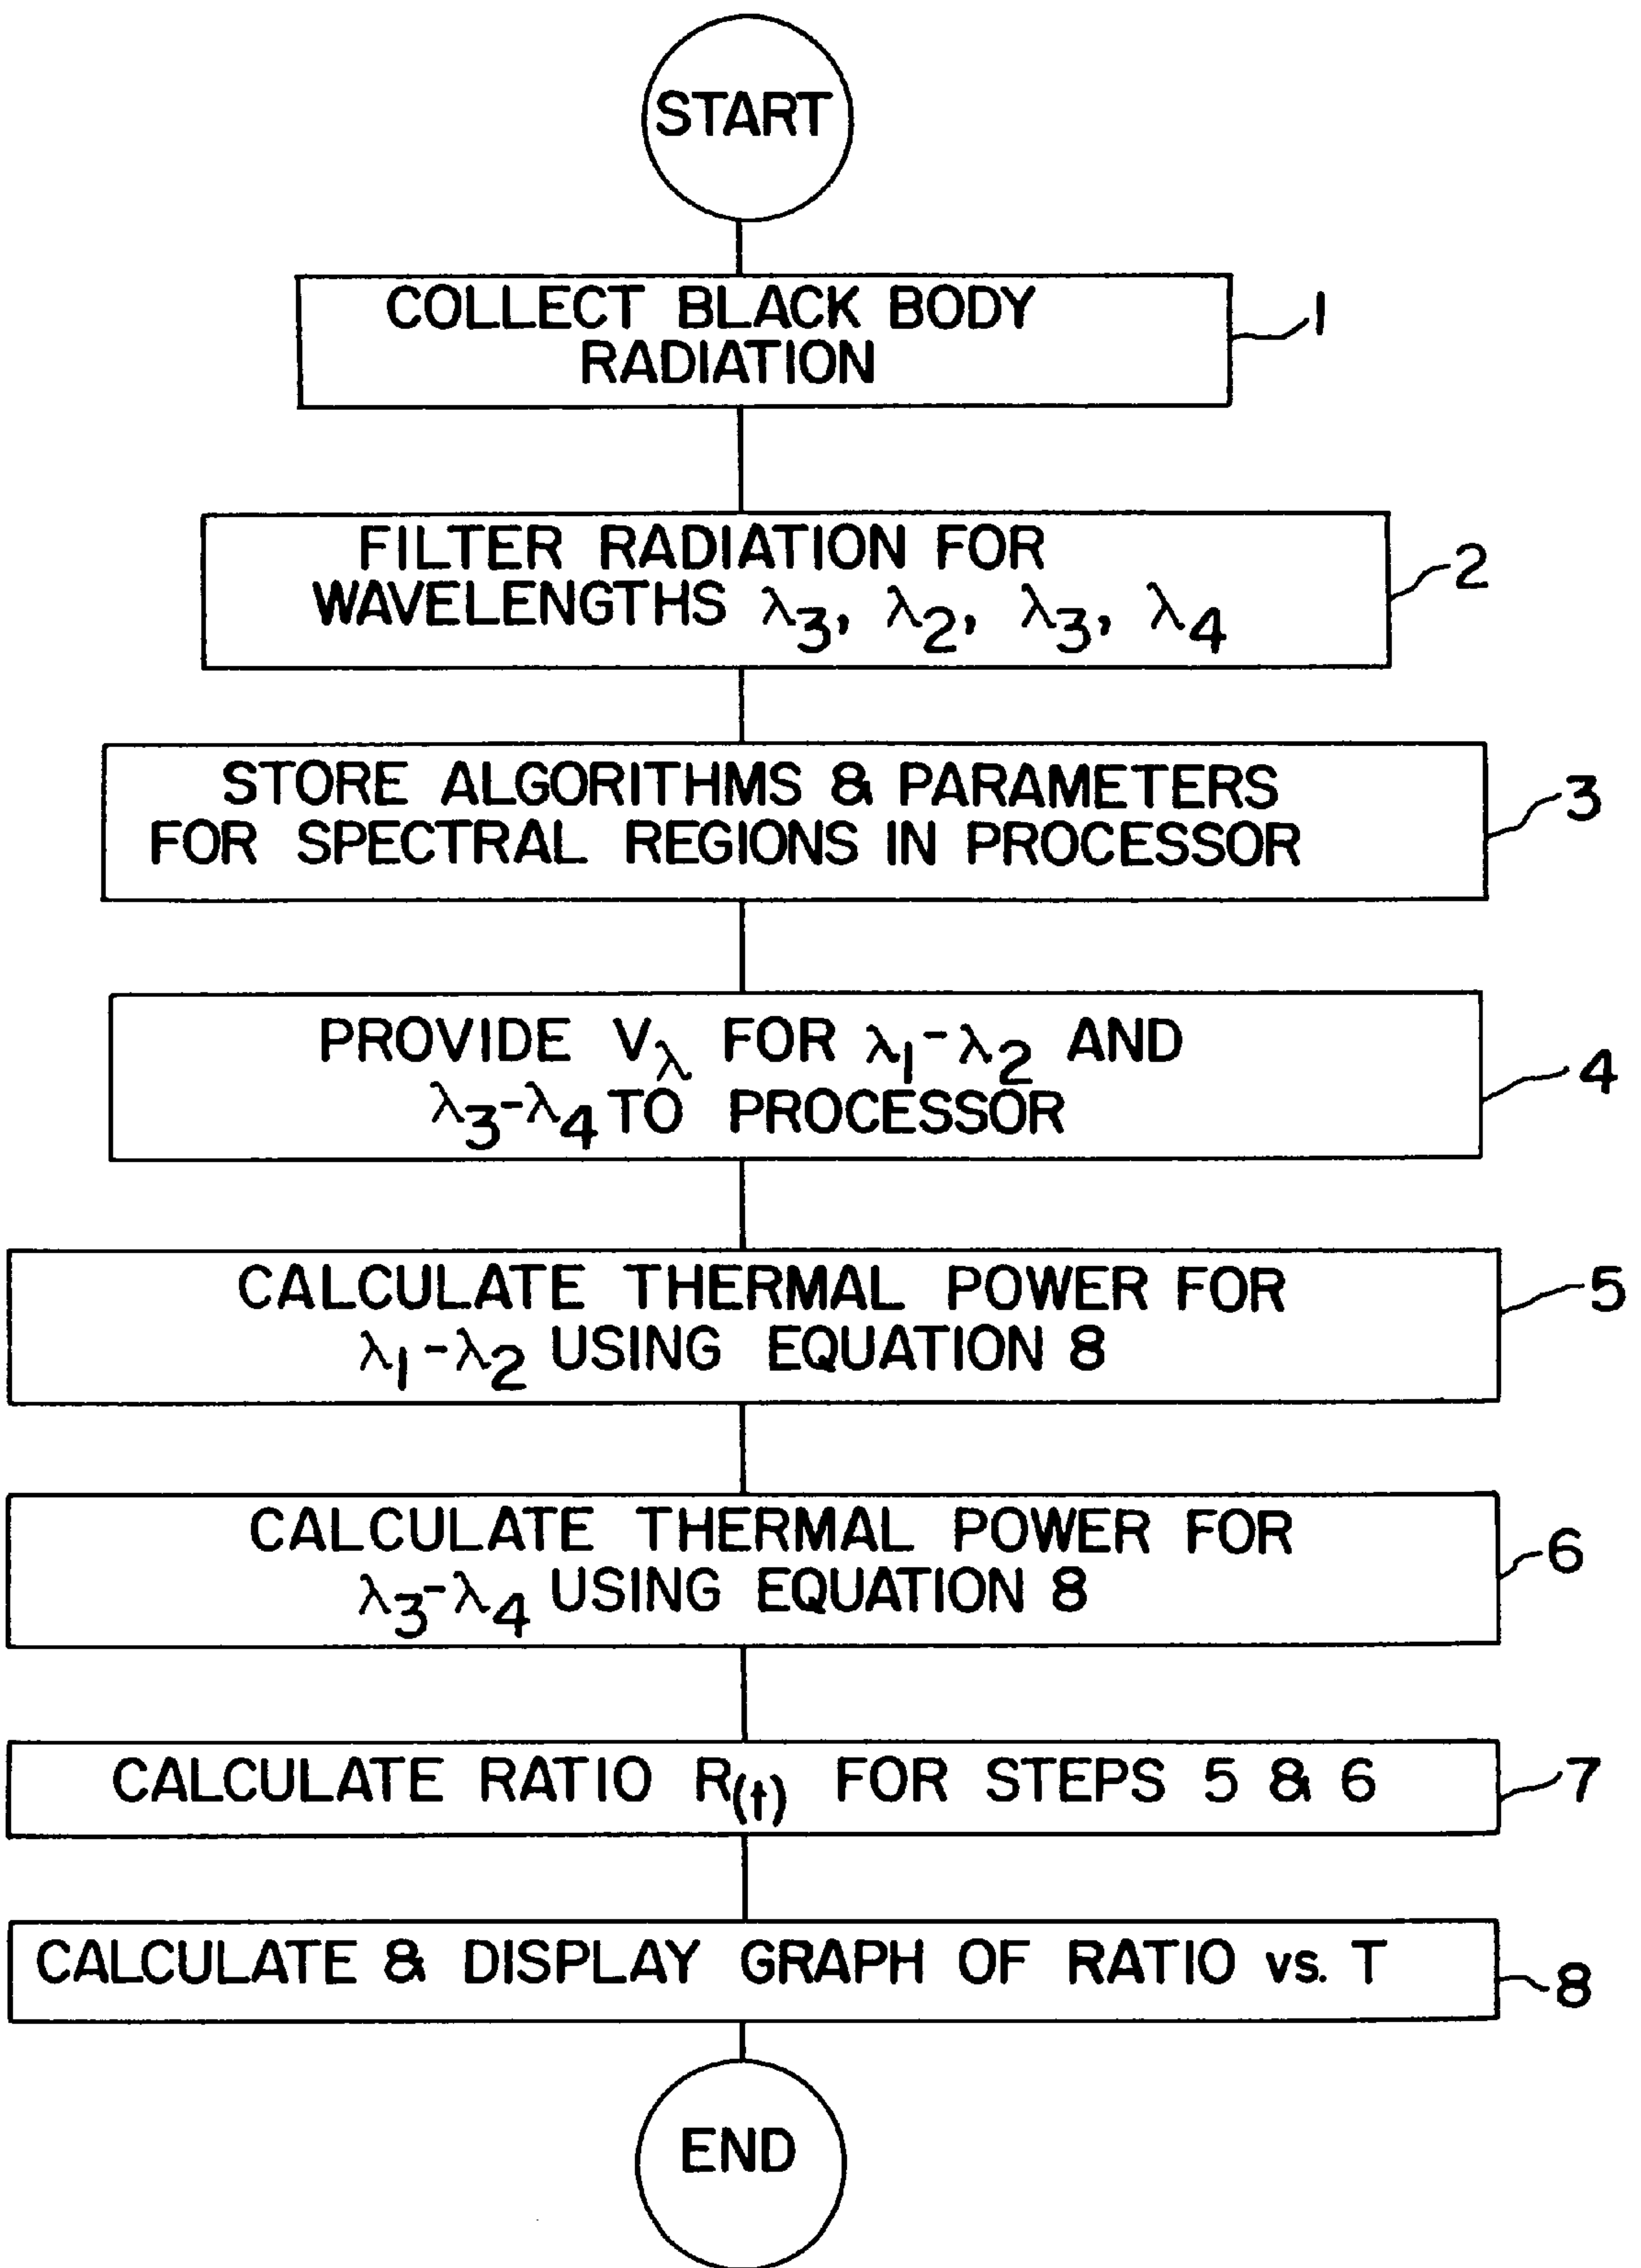 START
COLLECT BLACK BODY
RADIATION
1
FILTER RADIATION FOR
WAVELENGTHS λ3, λ2, λ3, λ4
2
STORE ALGORITHMS & PARAMETERS
FOR SPECTRAL REGIONS IN PROCESSOR
3
PROVIDE Vλ FOR λ1-λ2 AND
λ3-λ4 TO PROCESSOR
4
CALCULATE THERMAL POWER FOR
λ1-λ2 USING EQUATION 8
5
CALCULATE THERMAL POWER FOR
λ3-λ4 USING EQUATION 8
6
CALCULATE RATIO R(t) FOR STEPS 5 & 6
7
CALCULATE & DISPLAY GRAPH OF RATIO vs. T
8
END